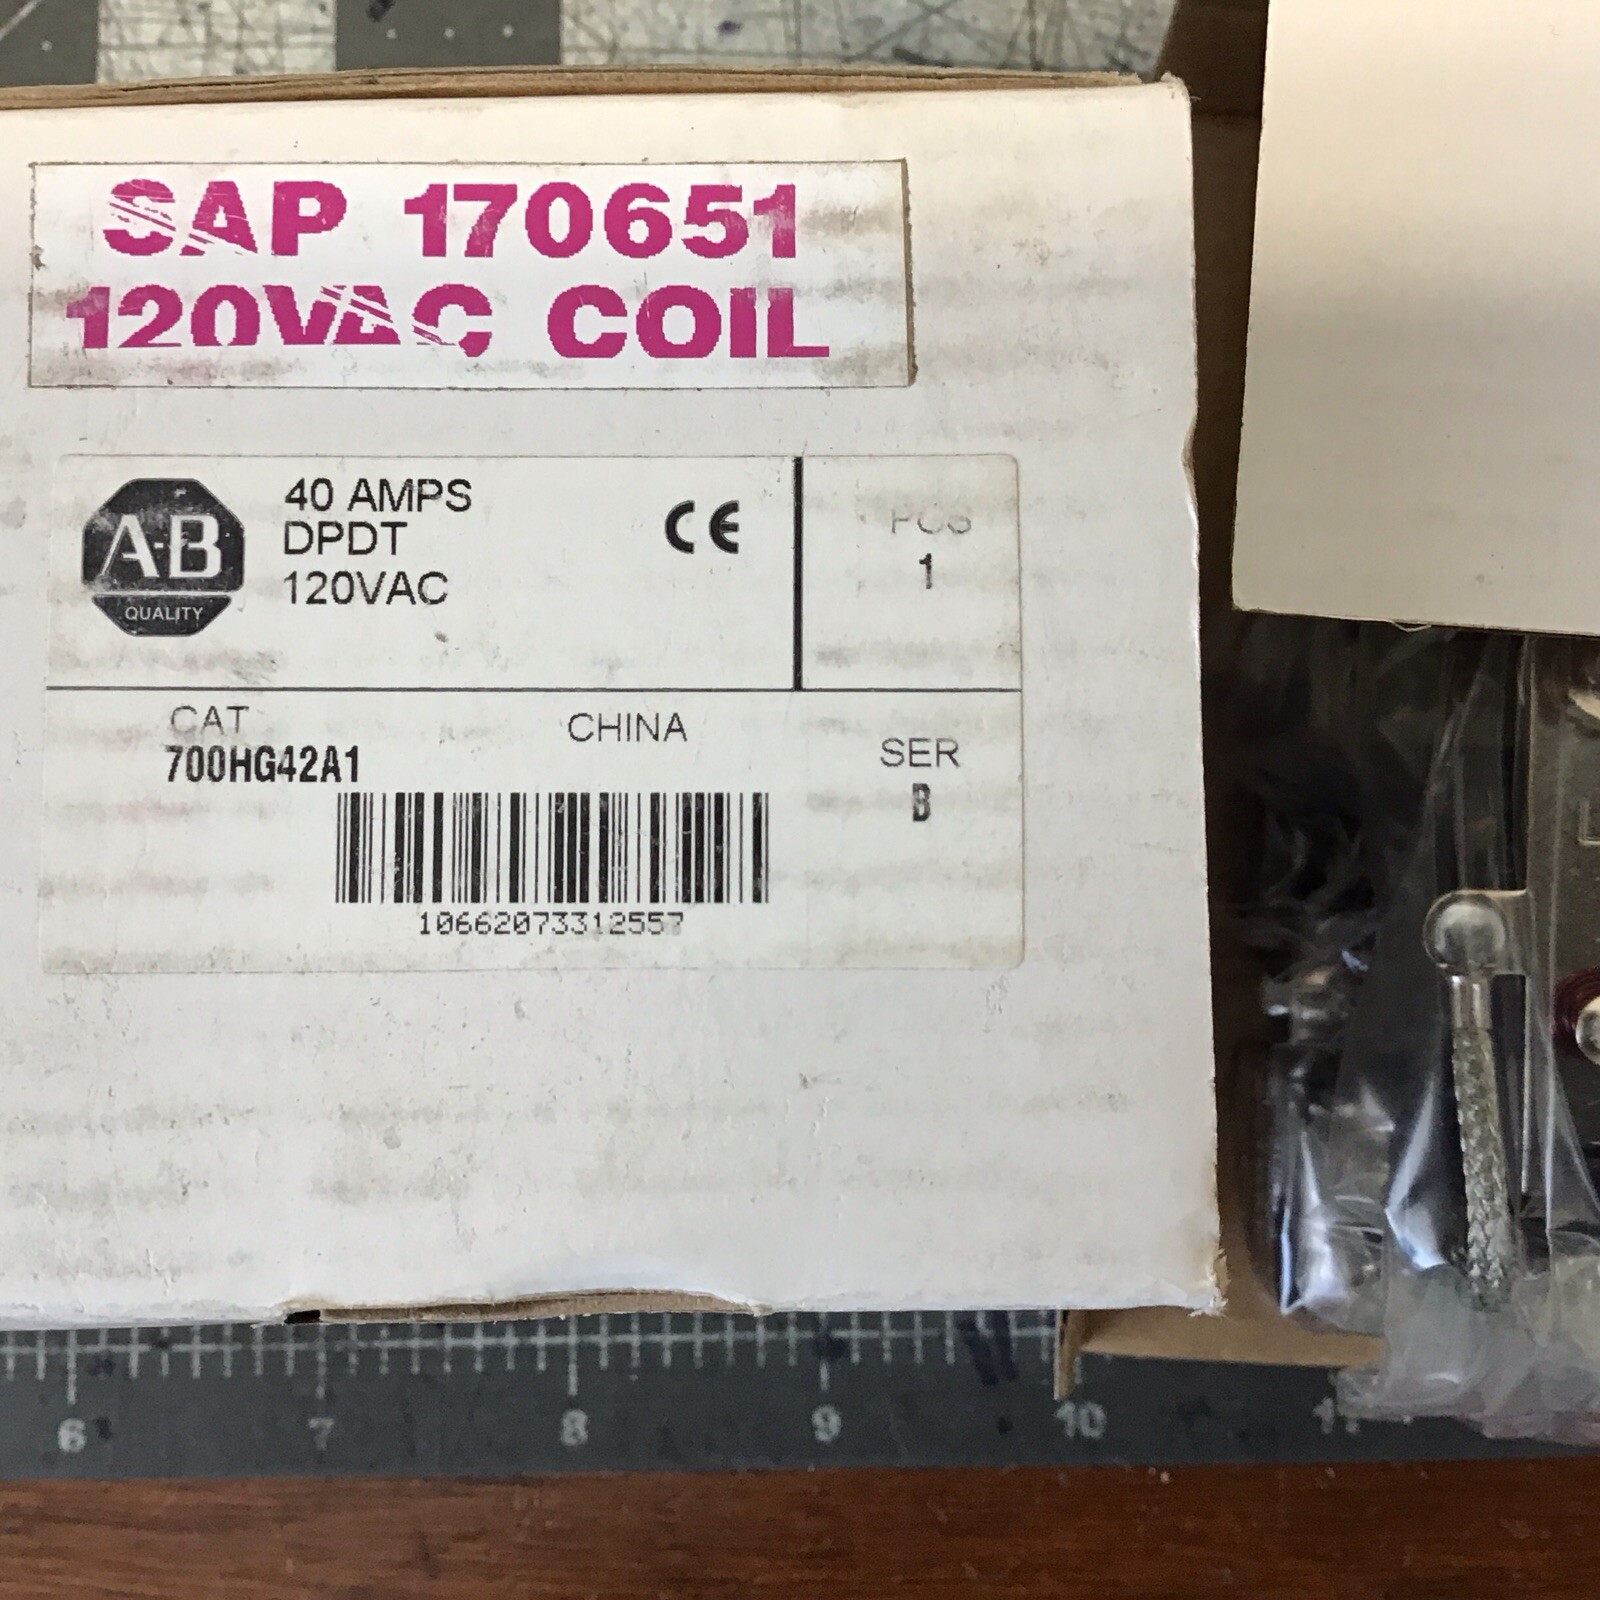 SAP 170651
120VAC COIL
A-B
QUALITY
40 AMPS
DPDT
120VAC
CE
PCS
1
CAT
700HG42A1
CHINA
SER
B
10662073312557
6 7 8 9 10 11